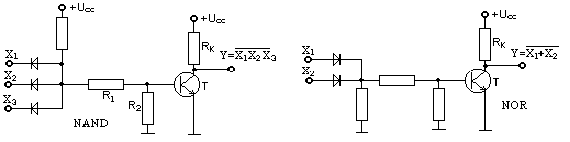 +Ucc
+Ucc
+Ucc
X1
RK
Y=X1X2X3
X2
R1
T
X3
R2
NAND
RK
Y=X1+X2
X1
X2
T
NOR